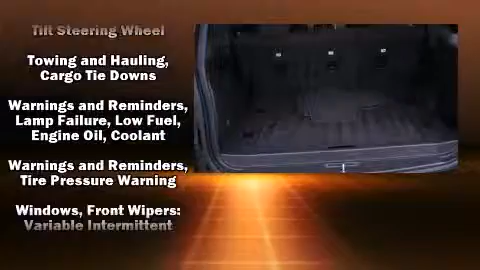 Tilt Steering Wheel
Towing and Hauling,
Cargo Tie Downs
Warnings and Reminders,
Lamp Failure, Low Fuel,
Engine Oil, Coolant
Warnings and Reminders,
Tire Pressure Warning
Windows, Front Wipers:
Variable Intermittent